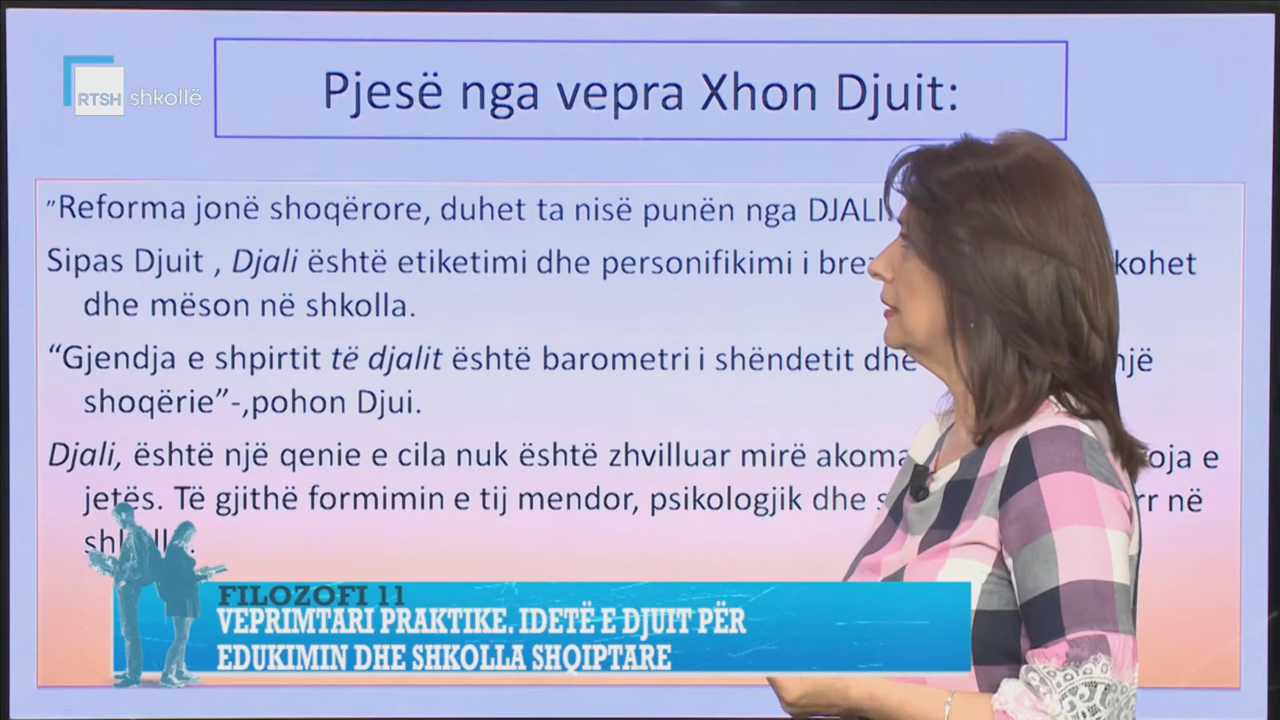 RTSH shkollë
Pjesë nga vepra Xhon Djuit:
”Reforma jonë shoqërore, duhet ta nisë punën nga
Sipas Djuit , Djali është etiketimi dhe personifikimi i
dhe mëson në shkolla.
“Gjendja e shpirtit të djalit është barometri i shëndetit dhe
shoqërie”-,pohon Djui.
Djali, është një qenie e cila nuk është zhvilluar mirë akoma e
jetës. Të gjithë formimin e tij mendor, psikologjik dhe në
FILOZOFI 11
VEPRIMTARI PRAKTIKE. IDETË E DJUIT PËR
EDUKIMIN DHE SHKOLLA SHQIPTARE